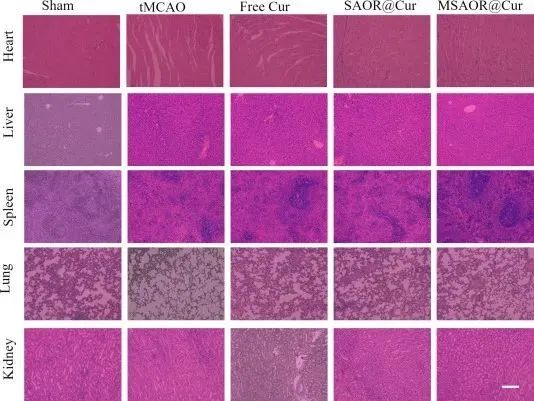 Sham tMCAO Free Cur SAOR@Cur MSAOR@Cur
Heart
Liver
Spleen
Lung
Kidney